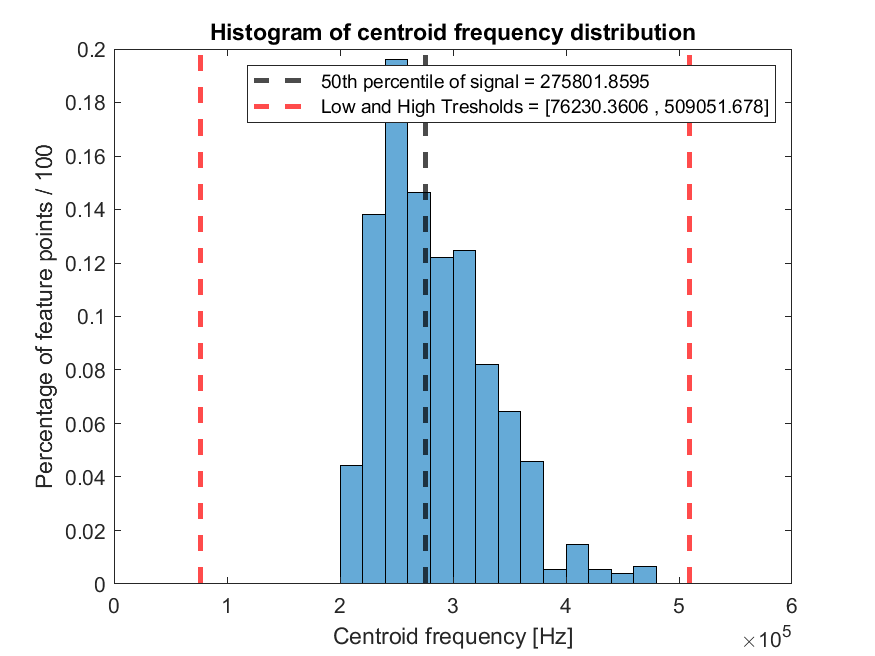 Histogram of centroid frequency distribution
50th percentile of signal = 275801.8595
Low and High Tresholds = [76230.3606 , 509051.678]
Percentage of feature points / 100
0.2
0.18
0.16
0.14
0.12
0.1
0.08
0.06
0.04
0.02
0
0 1 2 3 4 5 6
×10⁵
Centroid frequency [Hz]